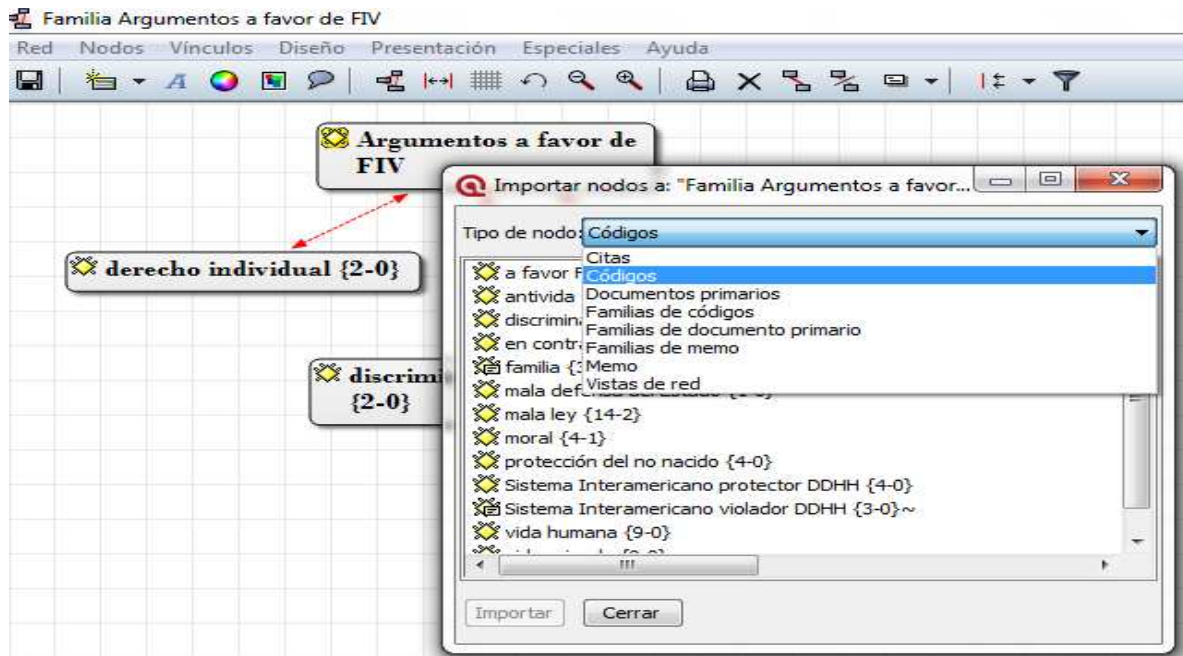 Familia Argumentos a favor de FIV
Red Nodos Vínculos Diseño Presentación Especiales Ayuda
Argumentos a favor de
FIV
derecho individual {2-0}
{2-0}
Importar nodos a: "Familia Argumentos a favor...
Tipo de nodo: Códigos
Citas
Códigos
Documentos primarios
Familias de códigos
Familias de documento primario
Familias de memo
Memo
Vistas de red
a favor
antivida
en
familia
mala
mala ley {14-2}
moral {4-1}
protección del no nacido {4-0}
Sistema Interamericano protector DDHH {4-0}
Sistema Interamericano violador DDHH {3-0}~
vida humana {9-0}
Importar Cerrar